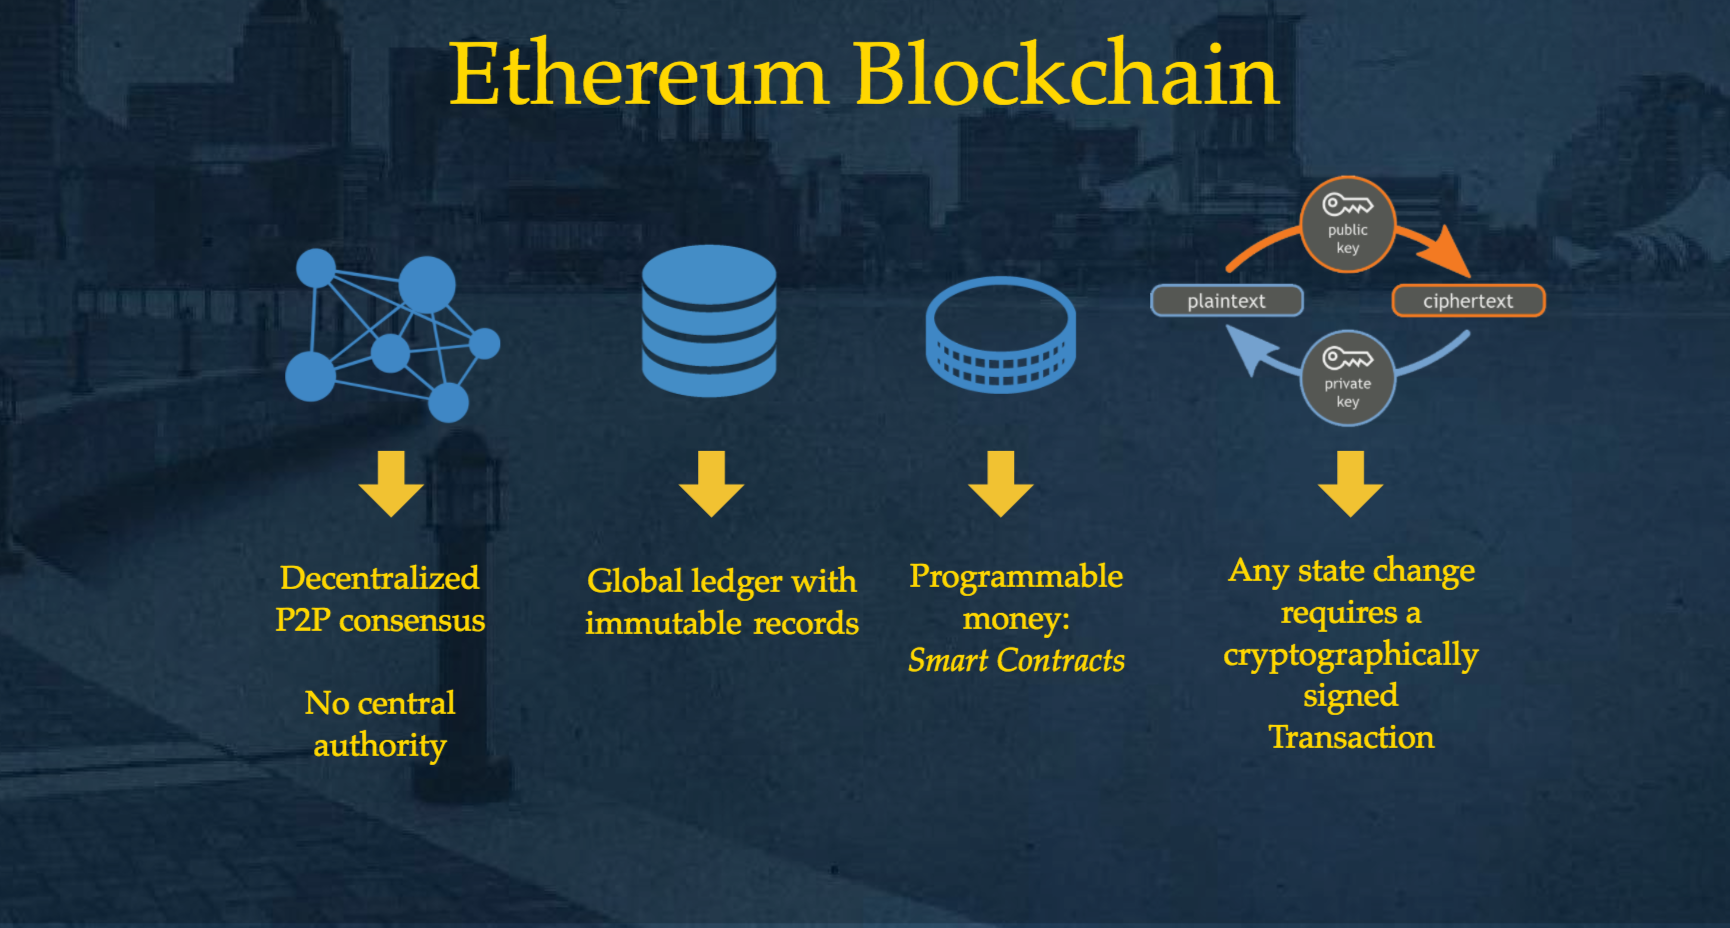 Ethereum Blockchain
public
key
plaintext
ciphertext
private
key
Decentralized
P2P consensus
No central
authority
Global ledger with
immutable records
Programmable
money:
Smart Contracts
Any state change
requires a
cryptographically
signed
Transaction